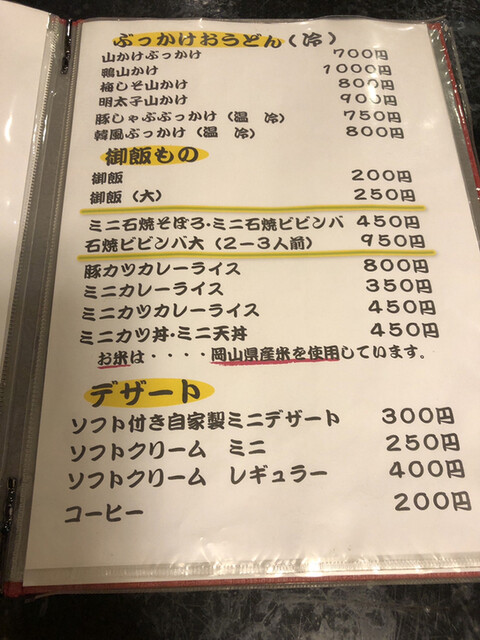 ぶっかけおうどん(冷)
山かけぶっかけ 700円
鴨山かけ 1000円
梅しそ山かけ 800円
明太子山かけ 900円
豚しゃぶぶっかけ(温 冷) 750円
韓風ぶっかけ(温 冷) 800円
御飯もの
御飯 200円
御飯(大) 250円
ミニ石焼そぼろ・ミニ石焼ビビンバ 450円
石焼ビビンバ大(2-3人前) 950円
豚カツカレーライス 800円
ミニカレーライス 350円
ミニカツカレーライス 450円
ミニカツ丼・ミニ天丼 450円
お米は・・・・岡山県産米を使用しています。
デザート
ソフト付き自家製ミニデザート 300円
ソフトクリーム ミニ 250円
ソフトクリーム レギュラー 400円
コーヒー 200円